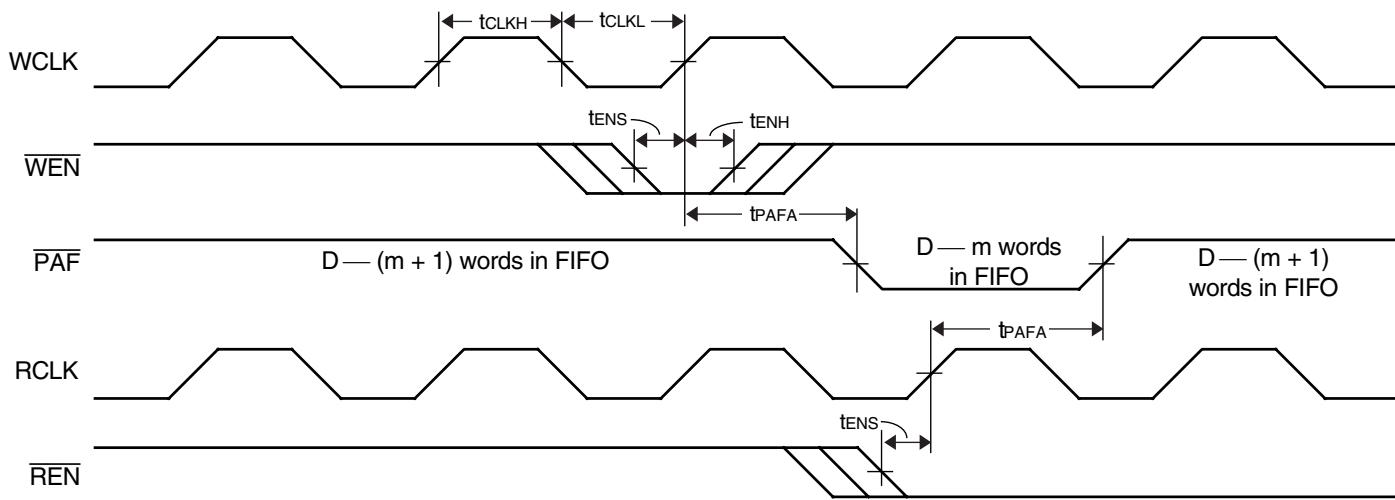 tCLKH
tCLKL
WCLK
tENS
tENH
WEN
tPAFA
PAF
D — (m + 1) words in FIFO
D — m words
in FIFO
D — (m + 1)
words in FIFO
tPAFA
RCLK
tENS
REN